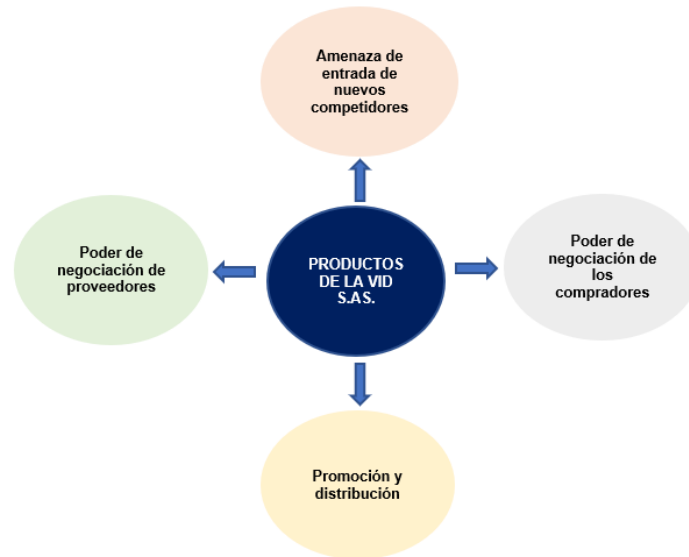 Amenaza de
entrada de
nuevos
competidores
Poder de
negociación de
proveedores
PRODUCTOS
DE LA VID
S.AS.
Poder de
negociación de
los
compradores
Promoción y
distribución